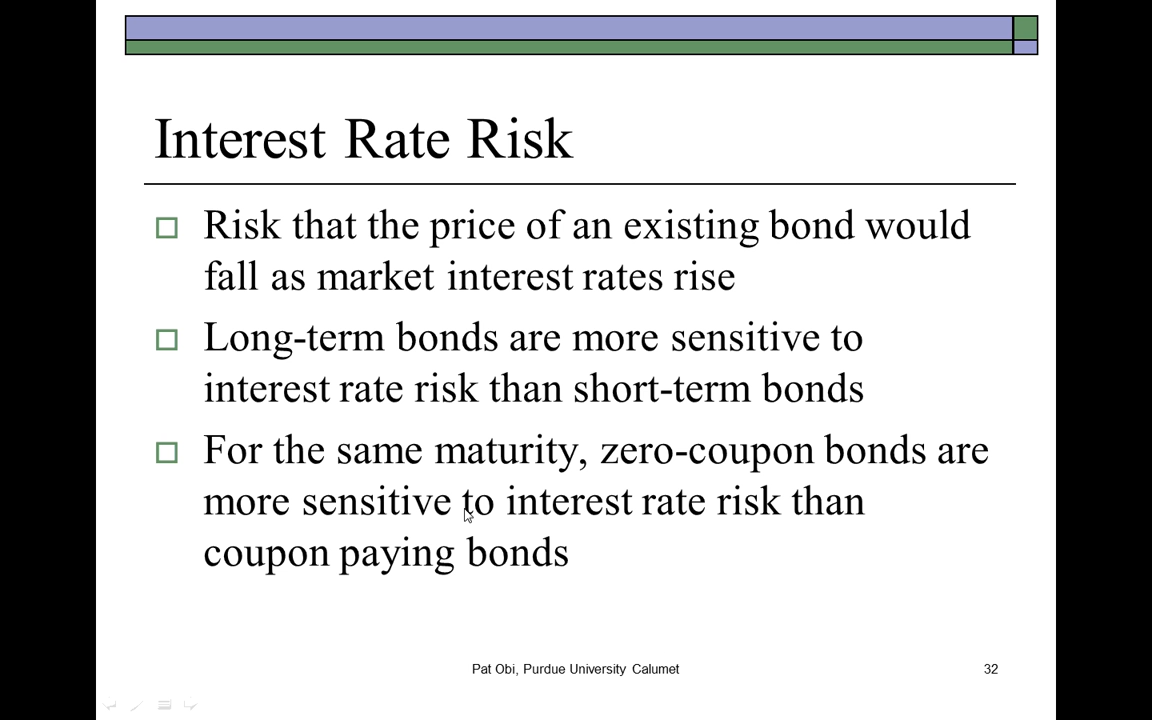 Interest Rate Risk
Risk that the price of an existing bond would
fall as market interest rates rise
Long-term bonds are more sensitive to
interest rate risk than short-term bonds
For the same maturity, zero-coupon bonds are
more sensitive to interest rate risk than
coupon paying bonds
Pat Obi, Purdue University Calumet
32